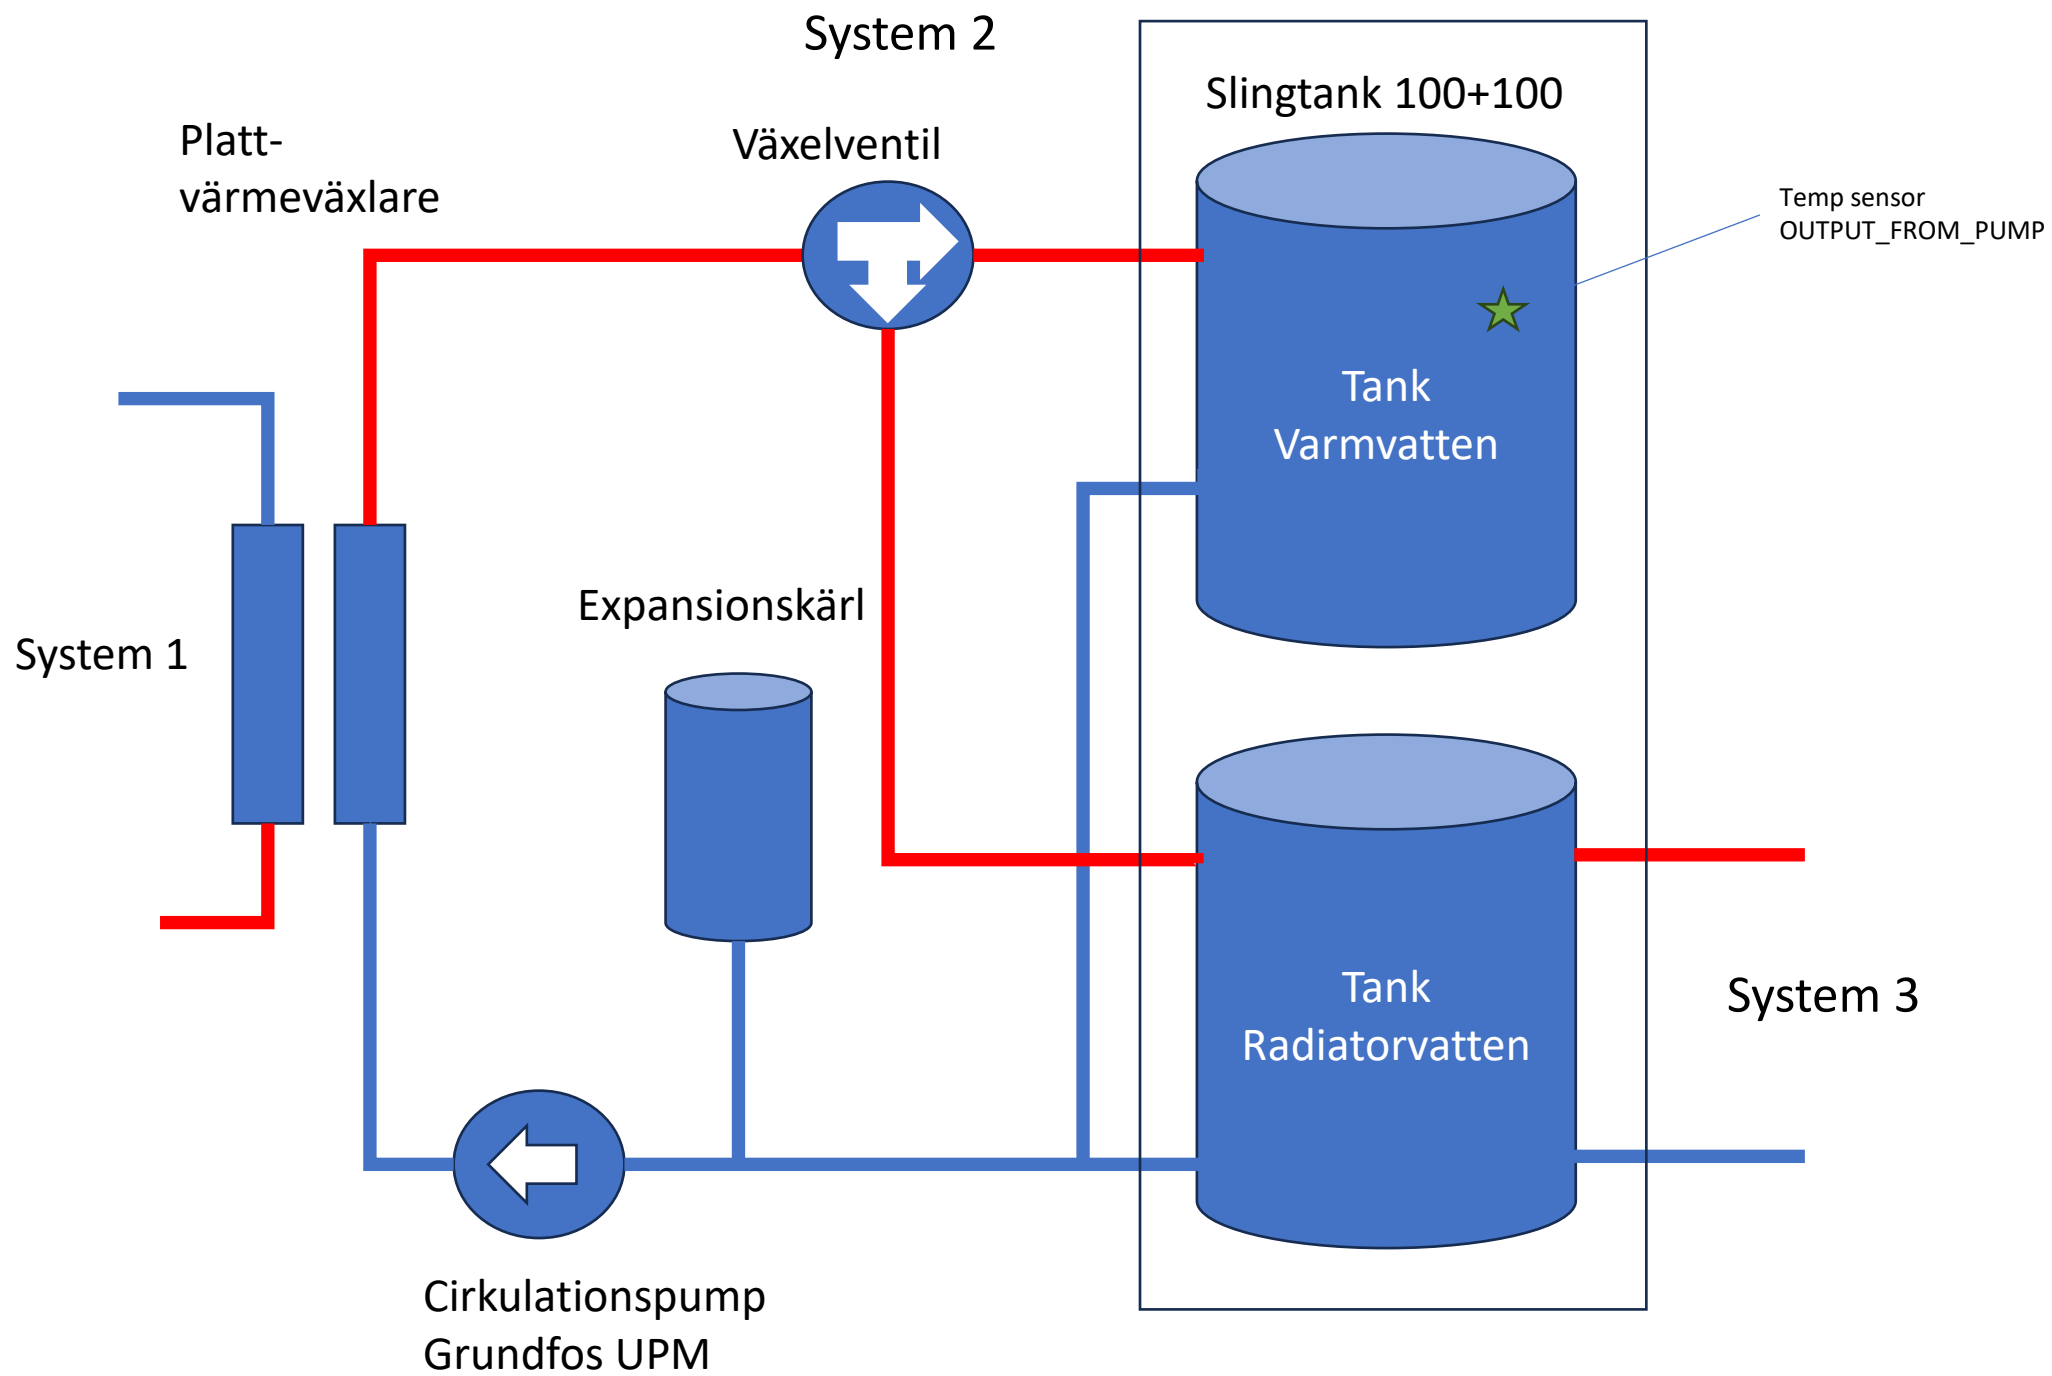 System 2
Slingtank 100+100
Platt-
värmeväxlare
Växelventil
Temp sensor
OUTPUT_FROM_PUMP
Tank
Varmvatten
Expansionskärl
System 1
Tank
Radiatorvatten
System 3
Cirkulationspump
Grundfos UPM